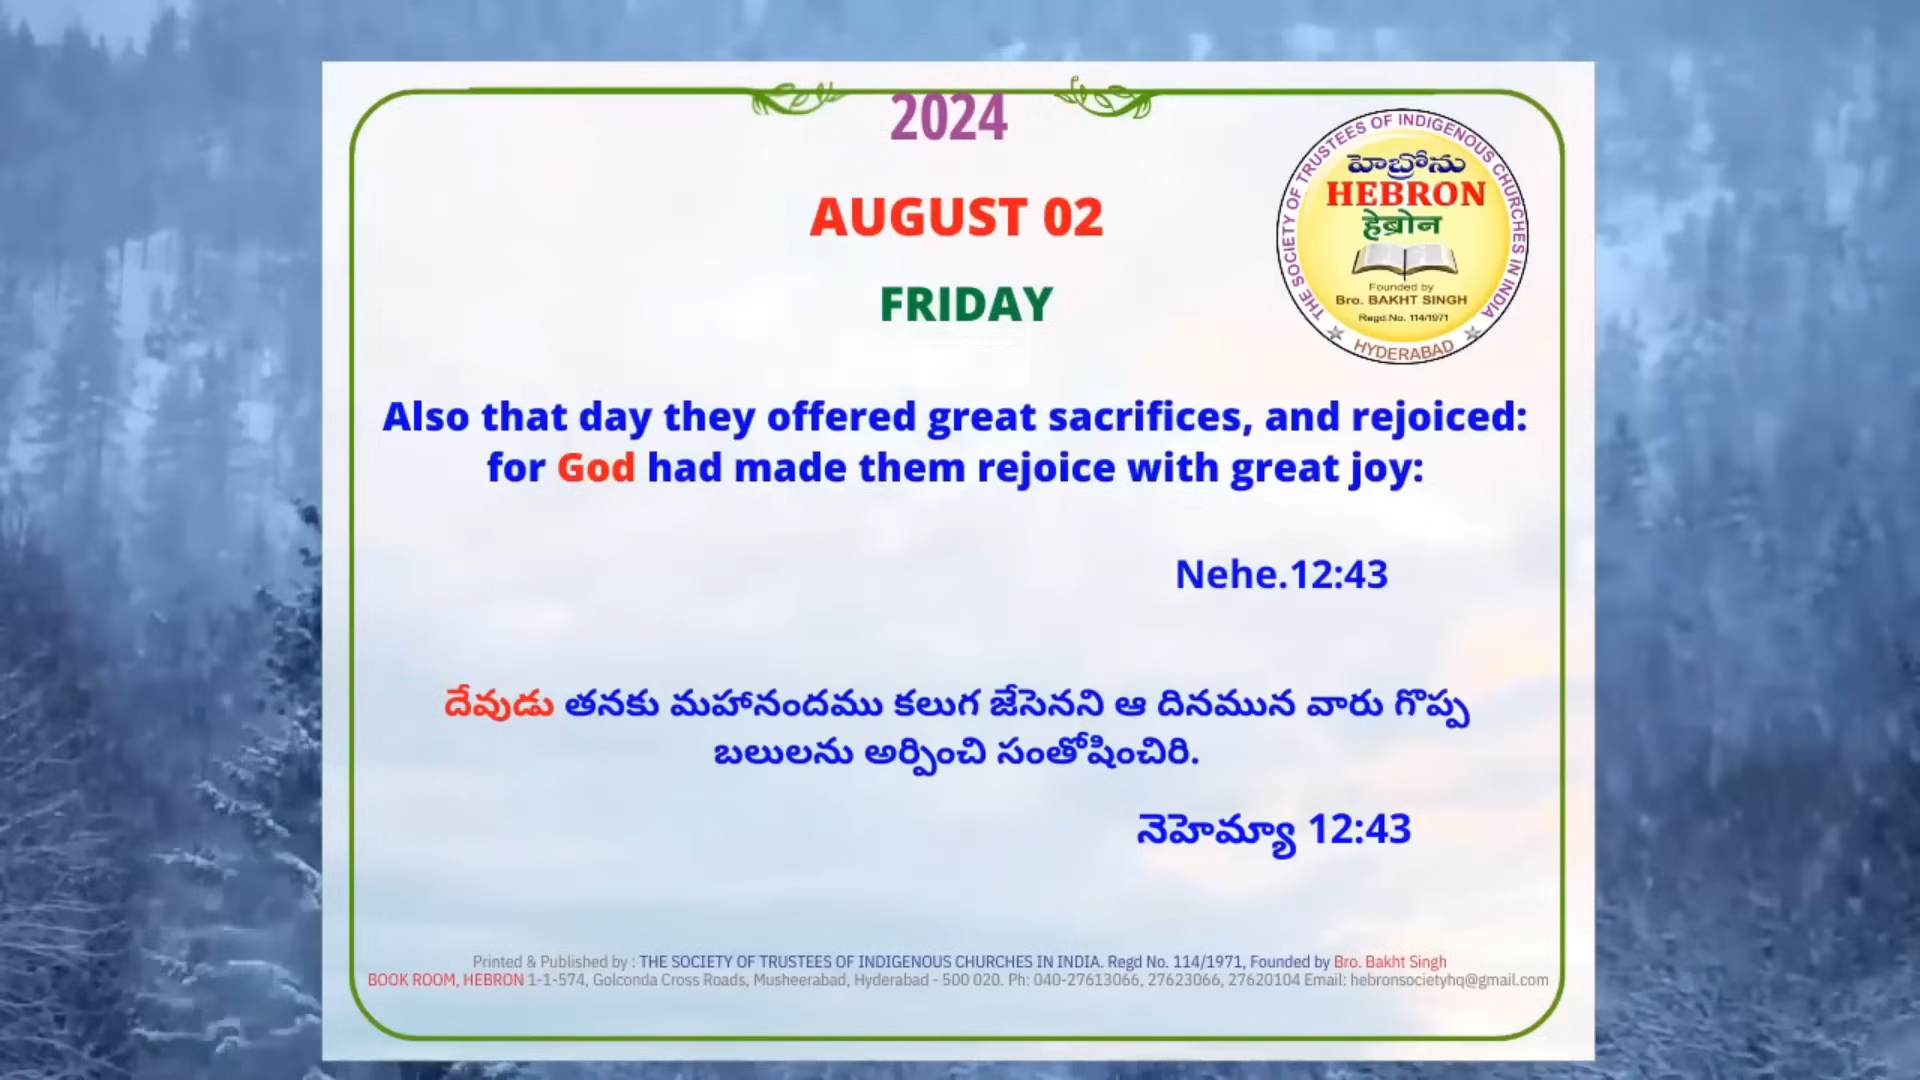 2024
THE SOCIETY OF TRUSTEES OF INDIGENOUS CHURCHES IN INDIA
హెబ్రోను
HEBRON
हेब्रोन
Founded by
Bro. BAKHT SINGH
Regd.No. 114/1971
HYDERABAD
AUGUST 02
FRIDAY
Also that day they offered great sacrifices, and rejoiced:
for God had made them rejoice with great joy:
Nehe.12:43
దేవుడు తనకు మహానందము కలుగ జేసెనని ఆ దినమున వారు గొప్ప
బలులను అర్పించి సంతోషించిరి.
నెహెమ్యా 12:43
Printed & Published by : THE SOCIETY OF TRUSTEES OF INDIGENOUS CHURCHES IN INDIA. Regd No. 114/1971, Founded by Bro. Bakht Singh
BOOK ROOM, HEBRON 1-1-574, Golconda Cross Roads, Musheerabad, Hyderabad - 500 020. Ph: 040-27613066, 27623066, 27620104 Email: hebronsocietyhq@gmail.com